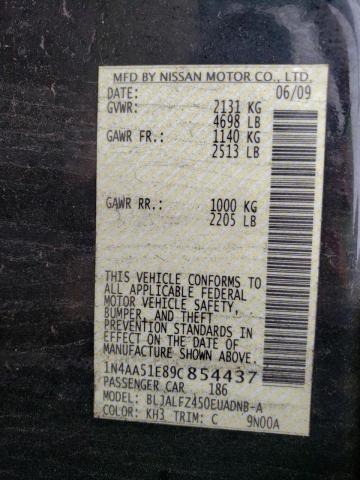 MFD BY NISSAN MOTOR CO., LTD.
DATE: 06/09
GVWR: 2131 KG
4698 LB
GAWR FR.: 1140 KG
2513 LB
GAWR RR.: 1000 KG
2205 LB
THIS VEHICLE CONFORMS TO
ALL APPLICABLE FEDERAL
MOTOR VEHICLE SAFETY,
BUMPER, AND THEFT
PREVENTION STANDARDS IN
EFFECT ON THE DATE OF
MANUFACTURE SHOWN ABOVE.
1N4AA51E89C854437
PASSENGER CAR 186
MODEL: BLJALFZ450EUADNB-A
COLOR: KH3 TRIM: C 9N00A